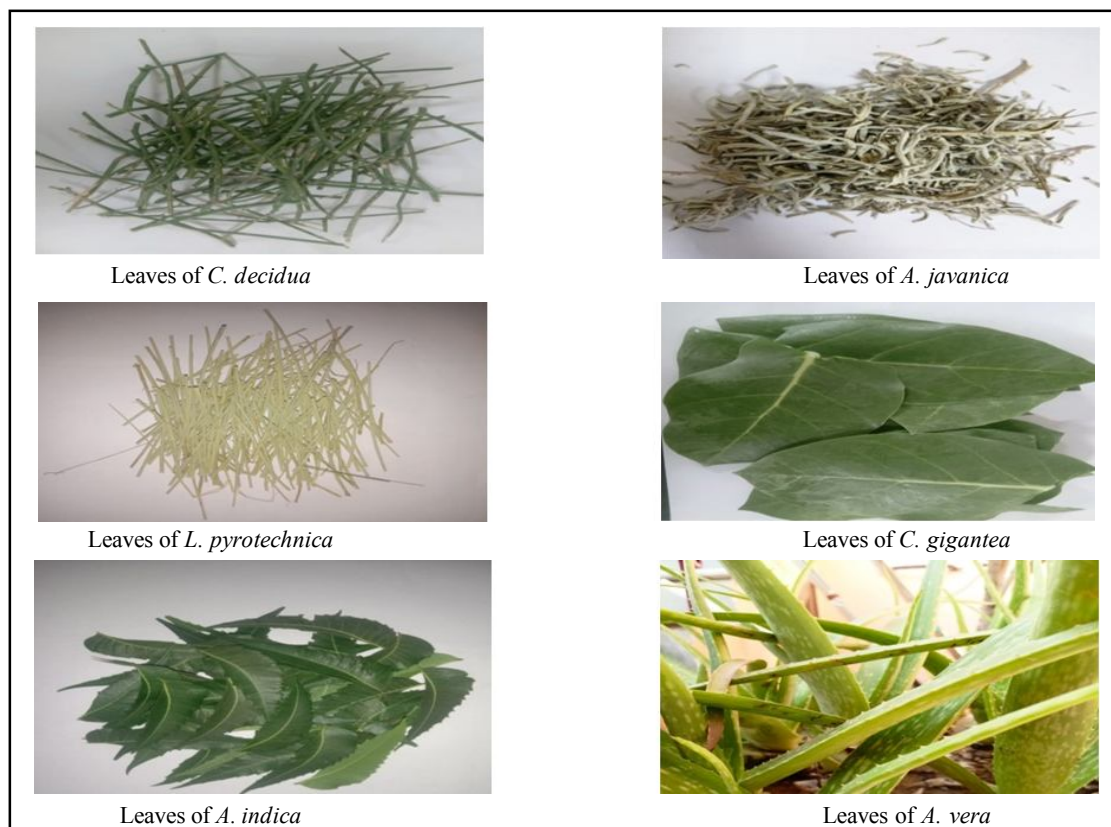 Leaves of C. decidua
Leaves of A. javanica
Leaves of L. pyrotechnica
Leaves of C. gigantea
Leaves of A. indica
Leaves of A. vera